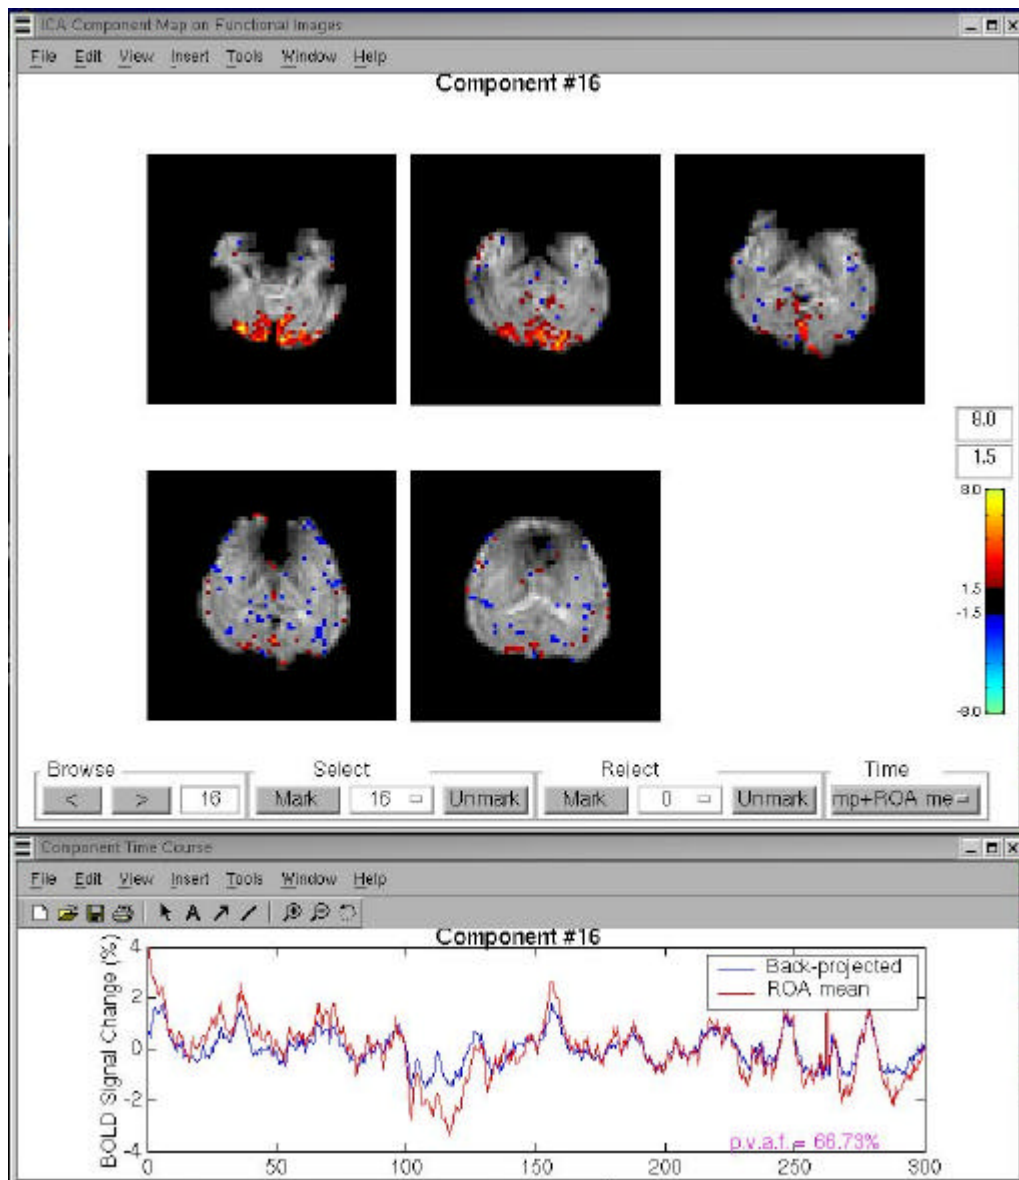 ICA Component Map on Functional Images
File Edit View Insert Tools Window Help
Component #16
8.0
1.5
8.0
1.5
-1.5
-8.0
Browse Select Reject Time
< > 16 Mark 16 Unmark Mark 0 Unmark mp+ROA me
Component Time Course
File Edit View Insert Tools Window Help
A
Component #16
BOLD Signal Change (%)
4
2
0
-2
-4
Back-projected
ROA mean
p.v.a.f. = 66.73%
0 50 100 150 200 250 300